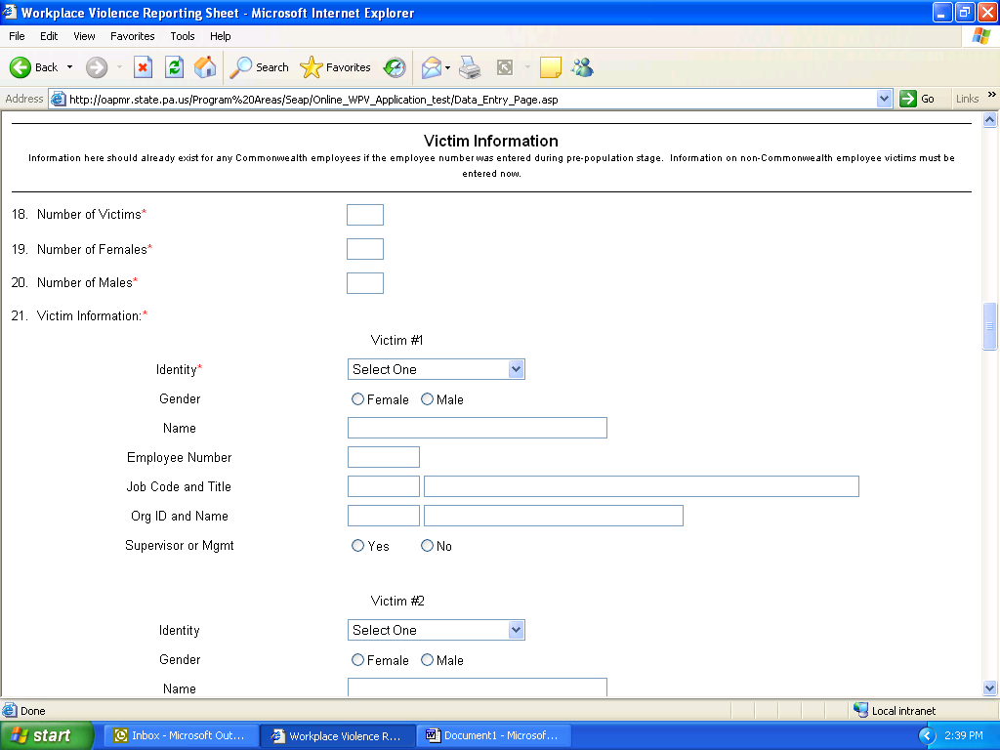 Workplace Violence Reporting Sheet - Microsoft Internet Explorer
File Edit View Favorites Tools Help
Back Search Favorites
Address http://oapmr.state.pa.us/Program%20Areas/Seap/Online_WPV_Application_test/Data_Entry_Page.asp Go Links »
Victim Information
Information here should already exist for any Commonwealth employees if the employee number was entered during pre-population stage. Information on non-Commonwealth employee victims must be
entered now.
18. Number of Victims*
19. Number of Females*
20. Number of Males*
21. Victim Information:*
Victim #1
Identity* Select One
Gender Female Male
Name
Employee Number
Job Code and Title
Org ID and Name
Supervisor or Mgmt Yes No
Victim #2
Identity Select One
Gender Female Male
Name
Done Local intranet
start Inbox - Microsoft Out... Workplace Violence R... Document1 - Microsof... 2:39 PM